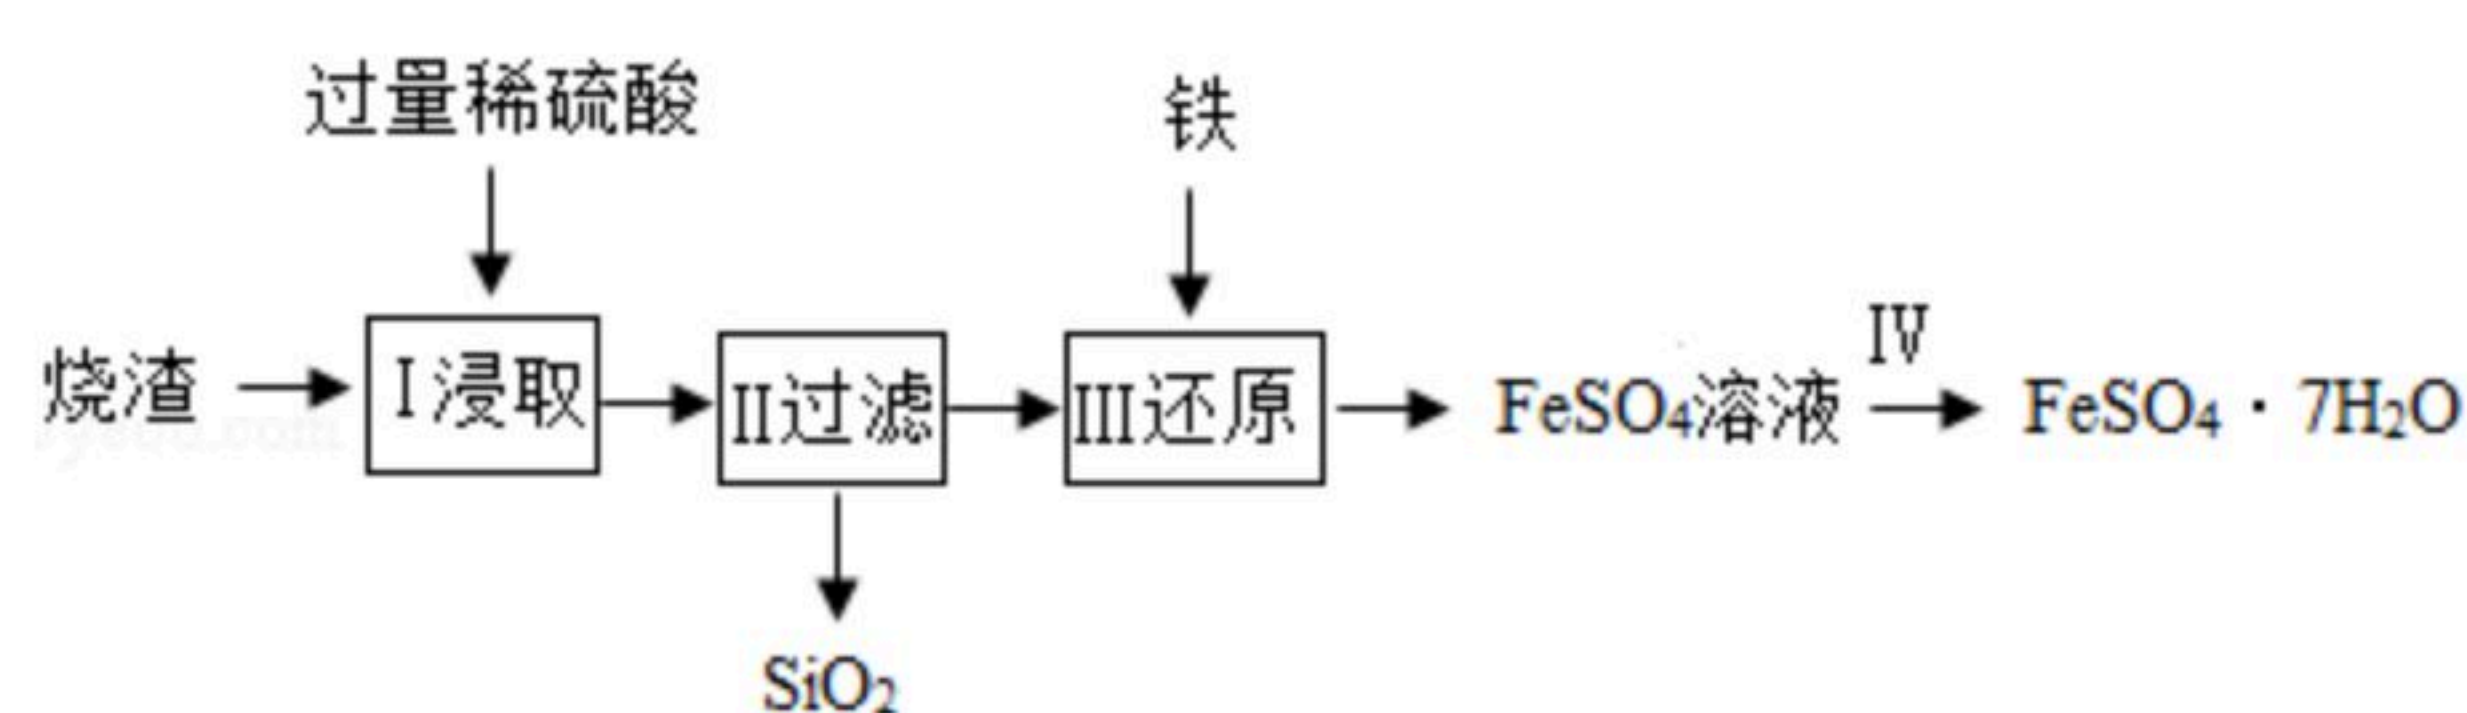 过量稀硫酸
铁
烧渣
I浸取
II过滤
III还原
FeSO₄溶液
IV
FeSO₄·7H₂O
SiO₂